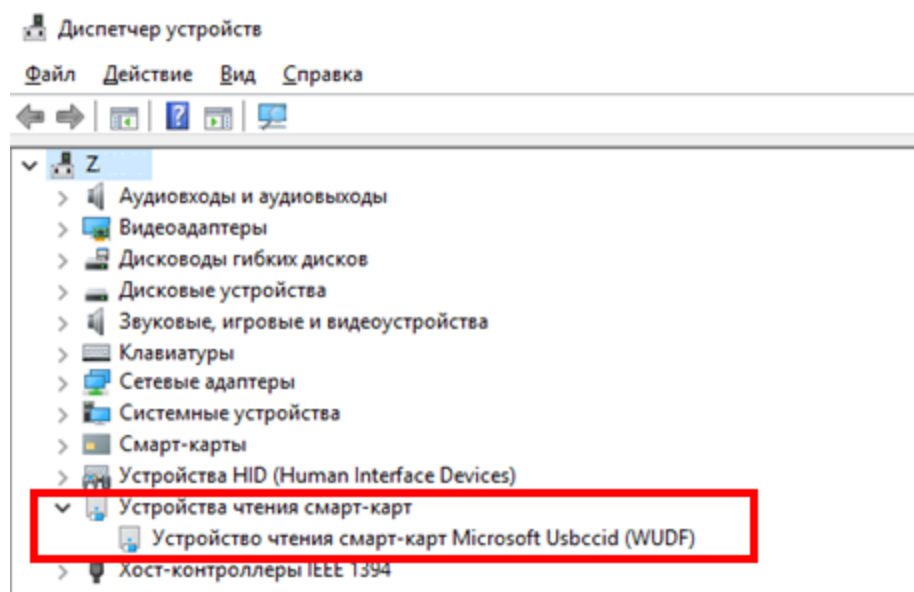 Диспетчер устройств
Файл Действие Вид Справка
Z
Аудиовходы и аудиовыходы
Видеоадаптеры
Дисководы гибких дисков
Дисковые устройства
Звуковые, игровые и видеоустройства
Клавиатуры
Сетевые адаптеры
Системные устройства
Смарт-карты
Устройства HID (Human Interface Devices)
Устройства чтения смарт-карт
Устройство чтения смарт-карт Microsoft Usbccid (WUDF)
Хост-контроллеры IEEE 1394